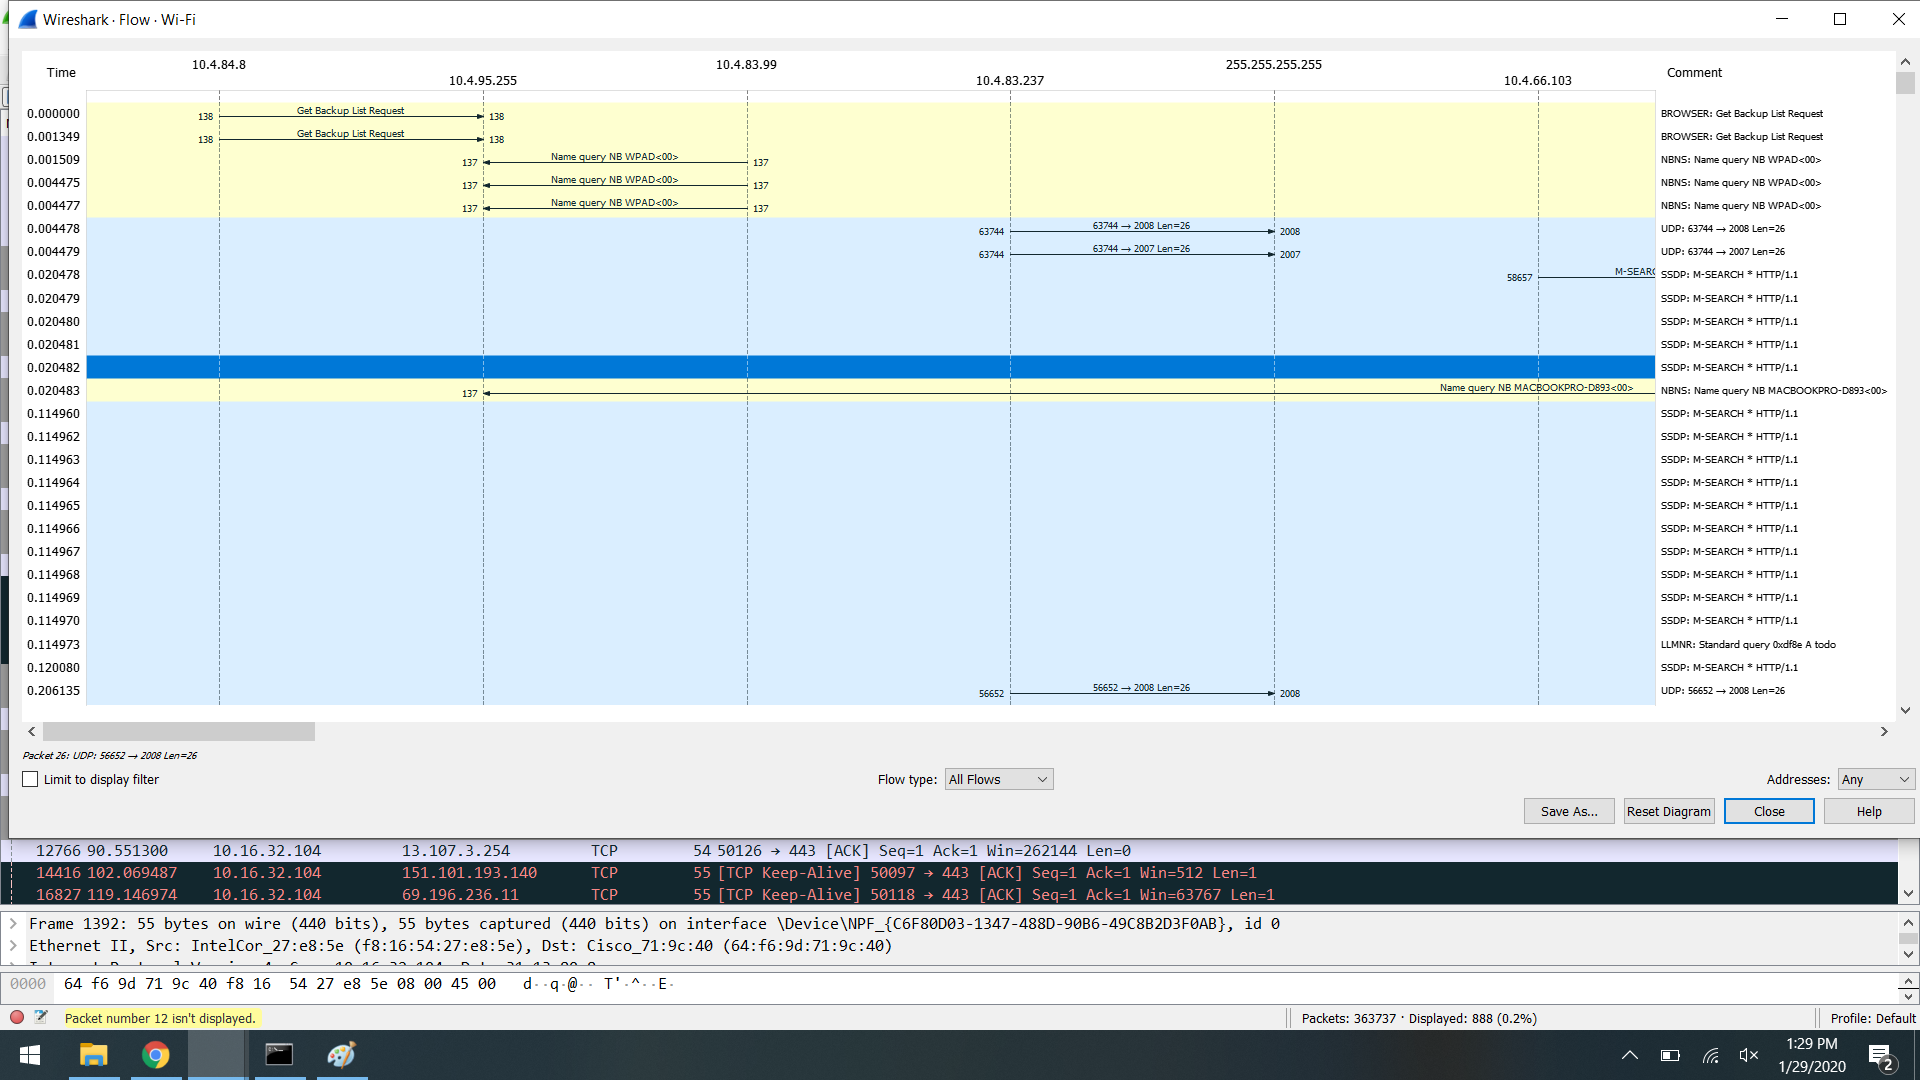 Wireshark · Flow · Wi-Fi
Time 10.4.84.8 10.4.95.255 10.4.83.99 10.4.83.237 255.255.255.255 10.4.66.103 Comment
0.000000 138 Get Backup List Request 138 BROWSER: Get Backup List Request
0.001349 138 Get Backup List Request 138 BROWSER: Get Backup List Request
0.001509 137 Name query NB WPAD<00> 137 NBNS: Name query NB WPAD<00>
0.004475 137 Name query NB WPAD<00> 137 NBNS: Name query NB WPAD<00>
0.004477 137 Name query NB WPAD<00> 137 NBNS: Name query NB WPAD<00>
0.004478 63744 63744 → 2008 Len=26 2008 UDP: 63744 → 2008 Len=26
0.004479 63744 63744 → 2007 Len=26 2007 UDP: 63744 → 2007 Len=26
0.020478 58657 M-SEARC SSDP: M-SEARCH * HTTP/1.1
0.020479 SSDP: M-SEARCH * HTTP/1.1
0.020480 SSDP: M-SEARCH * HTTP/1.1
0.020481 SSDP: M-SEARCH * HTTP/1.1
0.020482 SSDP: M-SEARCH * HTTP/1.1
0.020483 137 Name query NB MACBOOKPRO-D893<00> NBNS: Name query NB MACBOOKPRO-D893<00>
0.114960 SSDP: M-SEARCH * HTTP/1.1
0.114962 SSDP: M-SEARCH * HTTP/1.1
0.114963 SSDP: M-SEARCH * HTTP/1.1
0.114964 SSDP: M-SEARCH * HTTP/1.1
0.114965 SSDP: M-SEARCH * HTTP/1.1
0.114966 SSDP: M-SEARCH * HTTP/1.1
0.114967 SSDP: M-SEARCH * HTTP/1.1
0.114968 SSDP: M-SEARCH * HTTP/1.1
0.114969 SSDP: M-SEARCH * HTTP/1.1
0.114970 SSDP: M-SEARCH * HTTP/1.1
0.114973 LLMNR: Standard query 0xdf8e A todo
0.120080 SSDP: M-SEARCH * HTTP/1.1
0.206135 56652 56652 → 2008 Len=26 2008 UDP: 56652 → 2008 Len=26
Packet 26: UDP: 56652 → 2008 Len=26
Limit to display filter Flow type: All Flows Addresses: Any
Save As... Reset Diagram Close Help
12766 90.551300 10.16.32.104 13.107.3.254 TCP 54 50126 → 443 [ACK] Seq=1 Ack=1 Win=262144 Len=0
14416 102.069487 10.16.32.104 151.101.193.140 TCP 55 [TCP Keep-Alive] 50097 → 443 [ACK] Seq=1 Ack=1 Win=512 Len=1
16827 119.146974 10.16.32.104 69.196.236.11 TCP 55 [TCP Keep-Alive] 50118 → 443 [ACK] Seq=1 Ack=1 Win=63767 Len=1
Frame 1392: 55 bytes on wire (440 bits), 55 bytes captured (440 bits) on interface \Device\NPF_{C6F80D03-1347-488D-90B6-49C8B2D3F0AB}, id 0
Ethernet II, Src: IntelCor_27:e8:5e (f8:16:54:27:e8:5e), Dst: Cisco_71:9c:40 (64:f6:9d:71:9c:40)
0000 64 f6 9d 71 9c 40 f8 16 54 27 e8 5e 08 00 45 00 d··q·@·· T'·^··E·
Packet number 12 isn't displayed. Packets: 363737 · Displayed: 888 (0.2%) Profile: Default
1:29 PM
1/29/2020
2